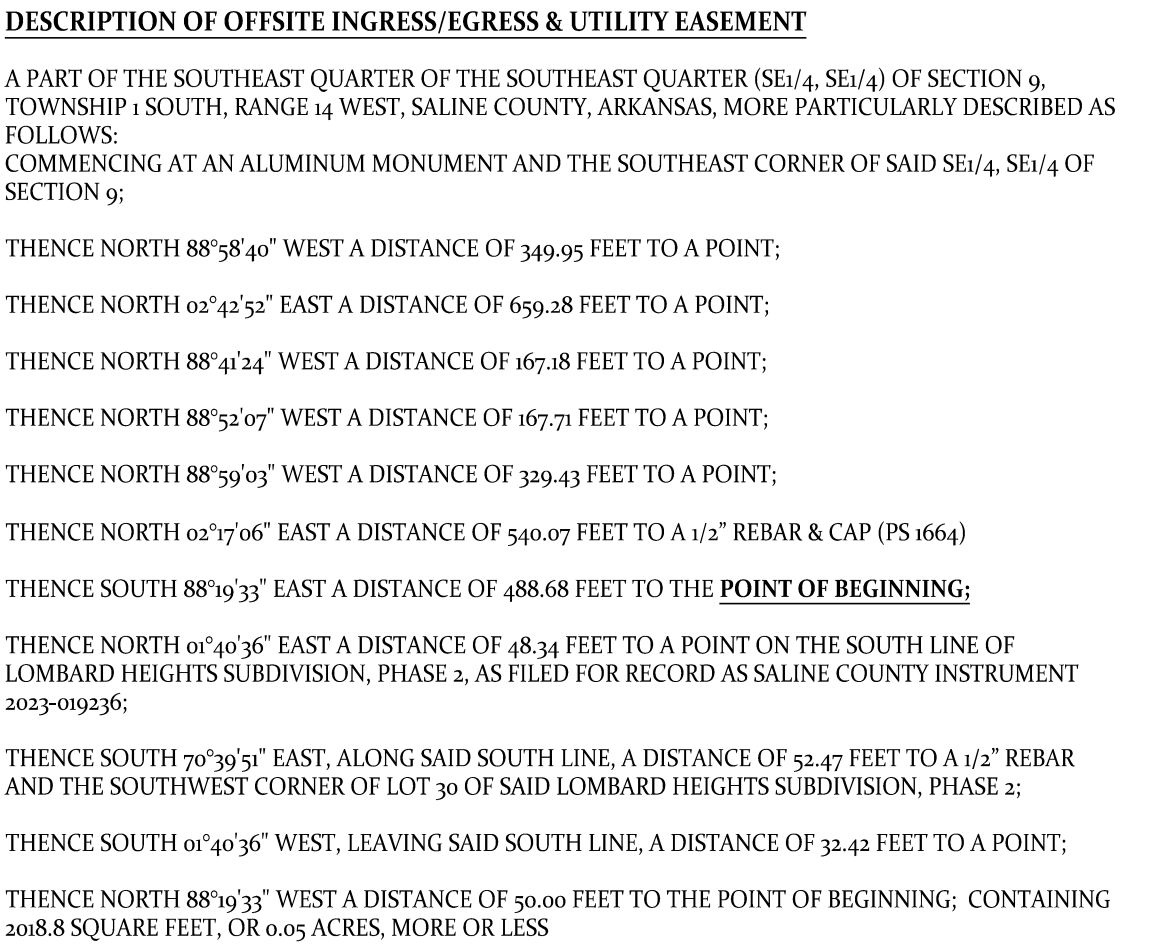 DESCRIPTION OF OFFSITE INGRESS/EGRESS & UTILITY EASEMENT
A PART OF THE SOUTHEAST QUARTER OF THE SOUTHEAST QUARTER (SE1/4, SE1/4) OF SECTION 9,
TOWNSHIP 1 SOUTH, RANGE 14 WEST, SALINE COUNTY, ARKANSAS, MORE PARTICULARLY DESCRIBED AS
FOLLOWS:
COMMENCING AT AN ALUMINUM MONUMENT AND THE SOUTHEAST CORNER OF SAID SE1/4, SE1/4 OF
SECTION 9;
THENCE NORTH 88°58'40" WEST A DISTANCE OF 349.95 FEET TO A POINT;
THENCE NORTH 02°42'52" EAST A DISTANCE OF 659.28 FEET TO A POINT;
THENCE NORTH 88°41'24" WEST A DISTANCE OF 167.18 FEET TO A POINT;
THENCE NORTH 88°52'07" WEST A DISTANCE OF 167.71 FEET TO A POINT;
THENCE NORTH 88°59'03" WEST A DISTANCE OF 329.43 FEET TO A POINT;
THENCE NORTH 02°17'06" EAST A DISTANCE OF 540.07 FEET TO A 1/2” REBAR & CAP (PS 1664)
THENCE SOUTH 88°19'33" EAST A DISTANCE OF 488.68 FEET TO THE POINT OF BEGINNING;
THENCE NORTH 01°40'36" EAST A DISTANCE OF 48.34 FEET TO A POINT ON THE SOUTH LINE OF
LOMBARD HEIGHTS SUBDIVISION, PHASE 2, AS FILED FOR RECORD AS SALINE COUNTY INSTRUMENT
2023-019236;
THENCE SOUTH 70°39'51" EAST, ALONG SAID SOUTH LINE, A DISTANCE OF 52.47 FEET TO A 1/2” REBAR
AND THE SOUTHWEST CORNER OF LOT 30 OF SAID LOMBARD HEIGHTS SUBDIVISION, PHASE 2;
THENCE SOUTH 01°40'36" WEST, LEAVING SAID SOUTH LINE, A DISTANCE OF 32.42 FEET TO A POINT;
THENCE NORTH 88°19'33" WEST A DISTANCE OF 50.00 FEET TO THE POINT OF BEGINNING;  CONTAINING
2018.8 SQUARE FEET, OR 0.05 ACRES, MORE OR LESS